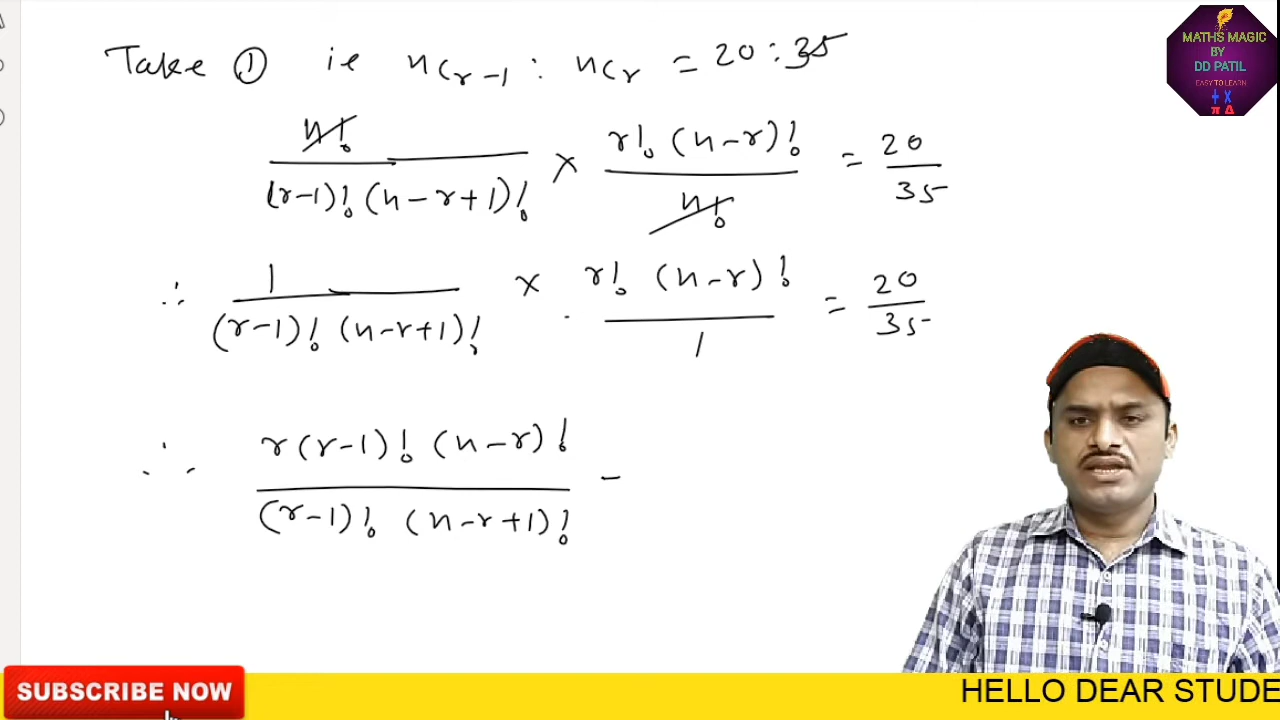 Take ① ie nCr-1 : nCr = 20:35
n! / (r-1)! (n-r+1)! × r! (n-r)! / n! = 20/35
∴ 1 / (r-1)! (n-r+1)! × r! (n-r)! / 1 = 20/35
∴ r(r-1)! (n-r)! / (r-1)! (n-r+1)! -
MATHS MAGIC
BY
DD PATIL
EASY TO LEARN
+ X
π Δ
SUBSCRIBE NOW
HELLO DEAR STUDE